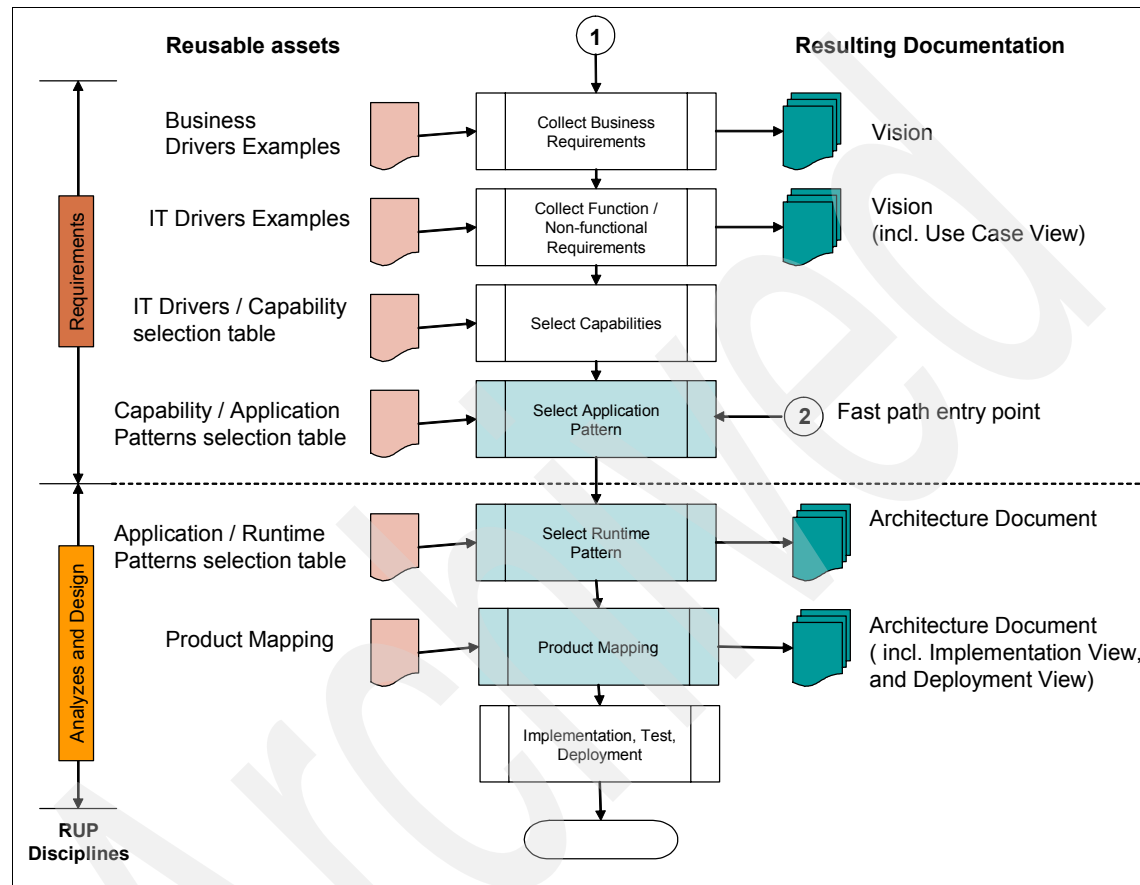 Reusable assets
1
Resulting Documentation
Business
Drivers Examples
Collect Business
Requirements
Vision
IT Drivers Examples
Collect Function /
Non-functional
Requirements
Vision
(incl. Use Case View)
Requirements
IT Drivers / Capability
selection table
Select Capabilities
Capability / Application
Patterns selection table
Select Application
Pattern
2
Fast path entry point
Application / Runtime
Patterns selection table
Select Runtime
Pattern
Architecture Document
Analyzes and Design
Product Mapping
Product Mapping
Architecture Document
( incl. Implementation View,
and Deployment View)
Implementation, Test,
Deployment
RUP
Disciplines
Archived